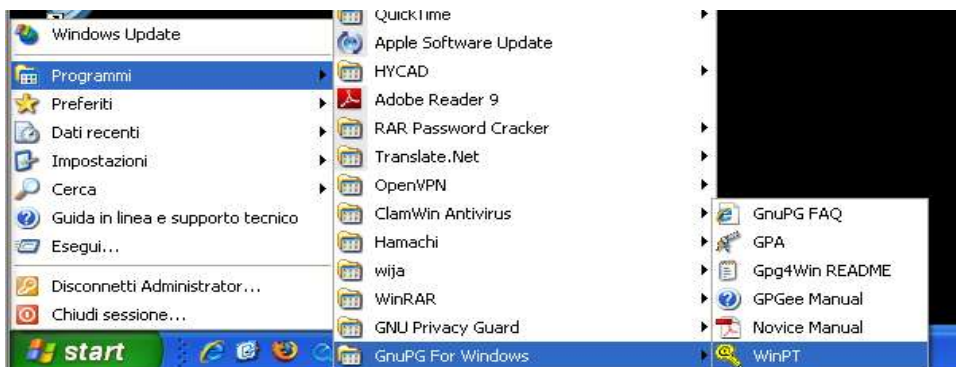 Windows Update
Programmi
Preferiti
Dati recenti
Impostazioni
Cerca
Guida in linea e supporto tecnico
Esegui...
Disconnetti Administrator...
Chiudi sessione...
start
QuickTime
Apple Software Update
HYCAD
Adobe Reader 9
RAR Password Cracker
Translate.Net
OpenVPN
ClamWin Antivirus
Hamachi
wija
WinRAR
GNU Privacy Guard
GnuPG For Windows
GnuPG FAQ
GPA
Gpg4Win README
GPGee Manual
Novice Manual
WinPT